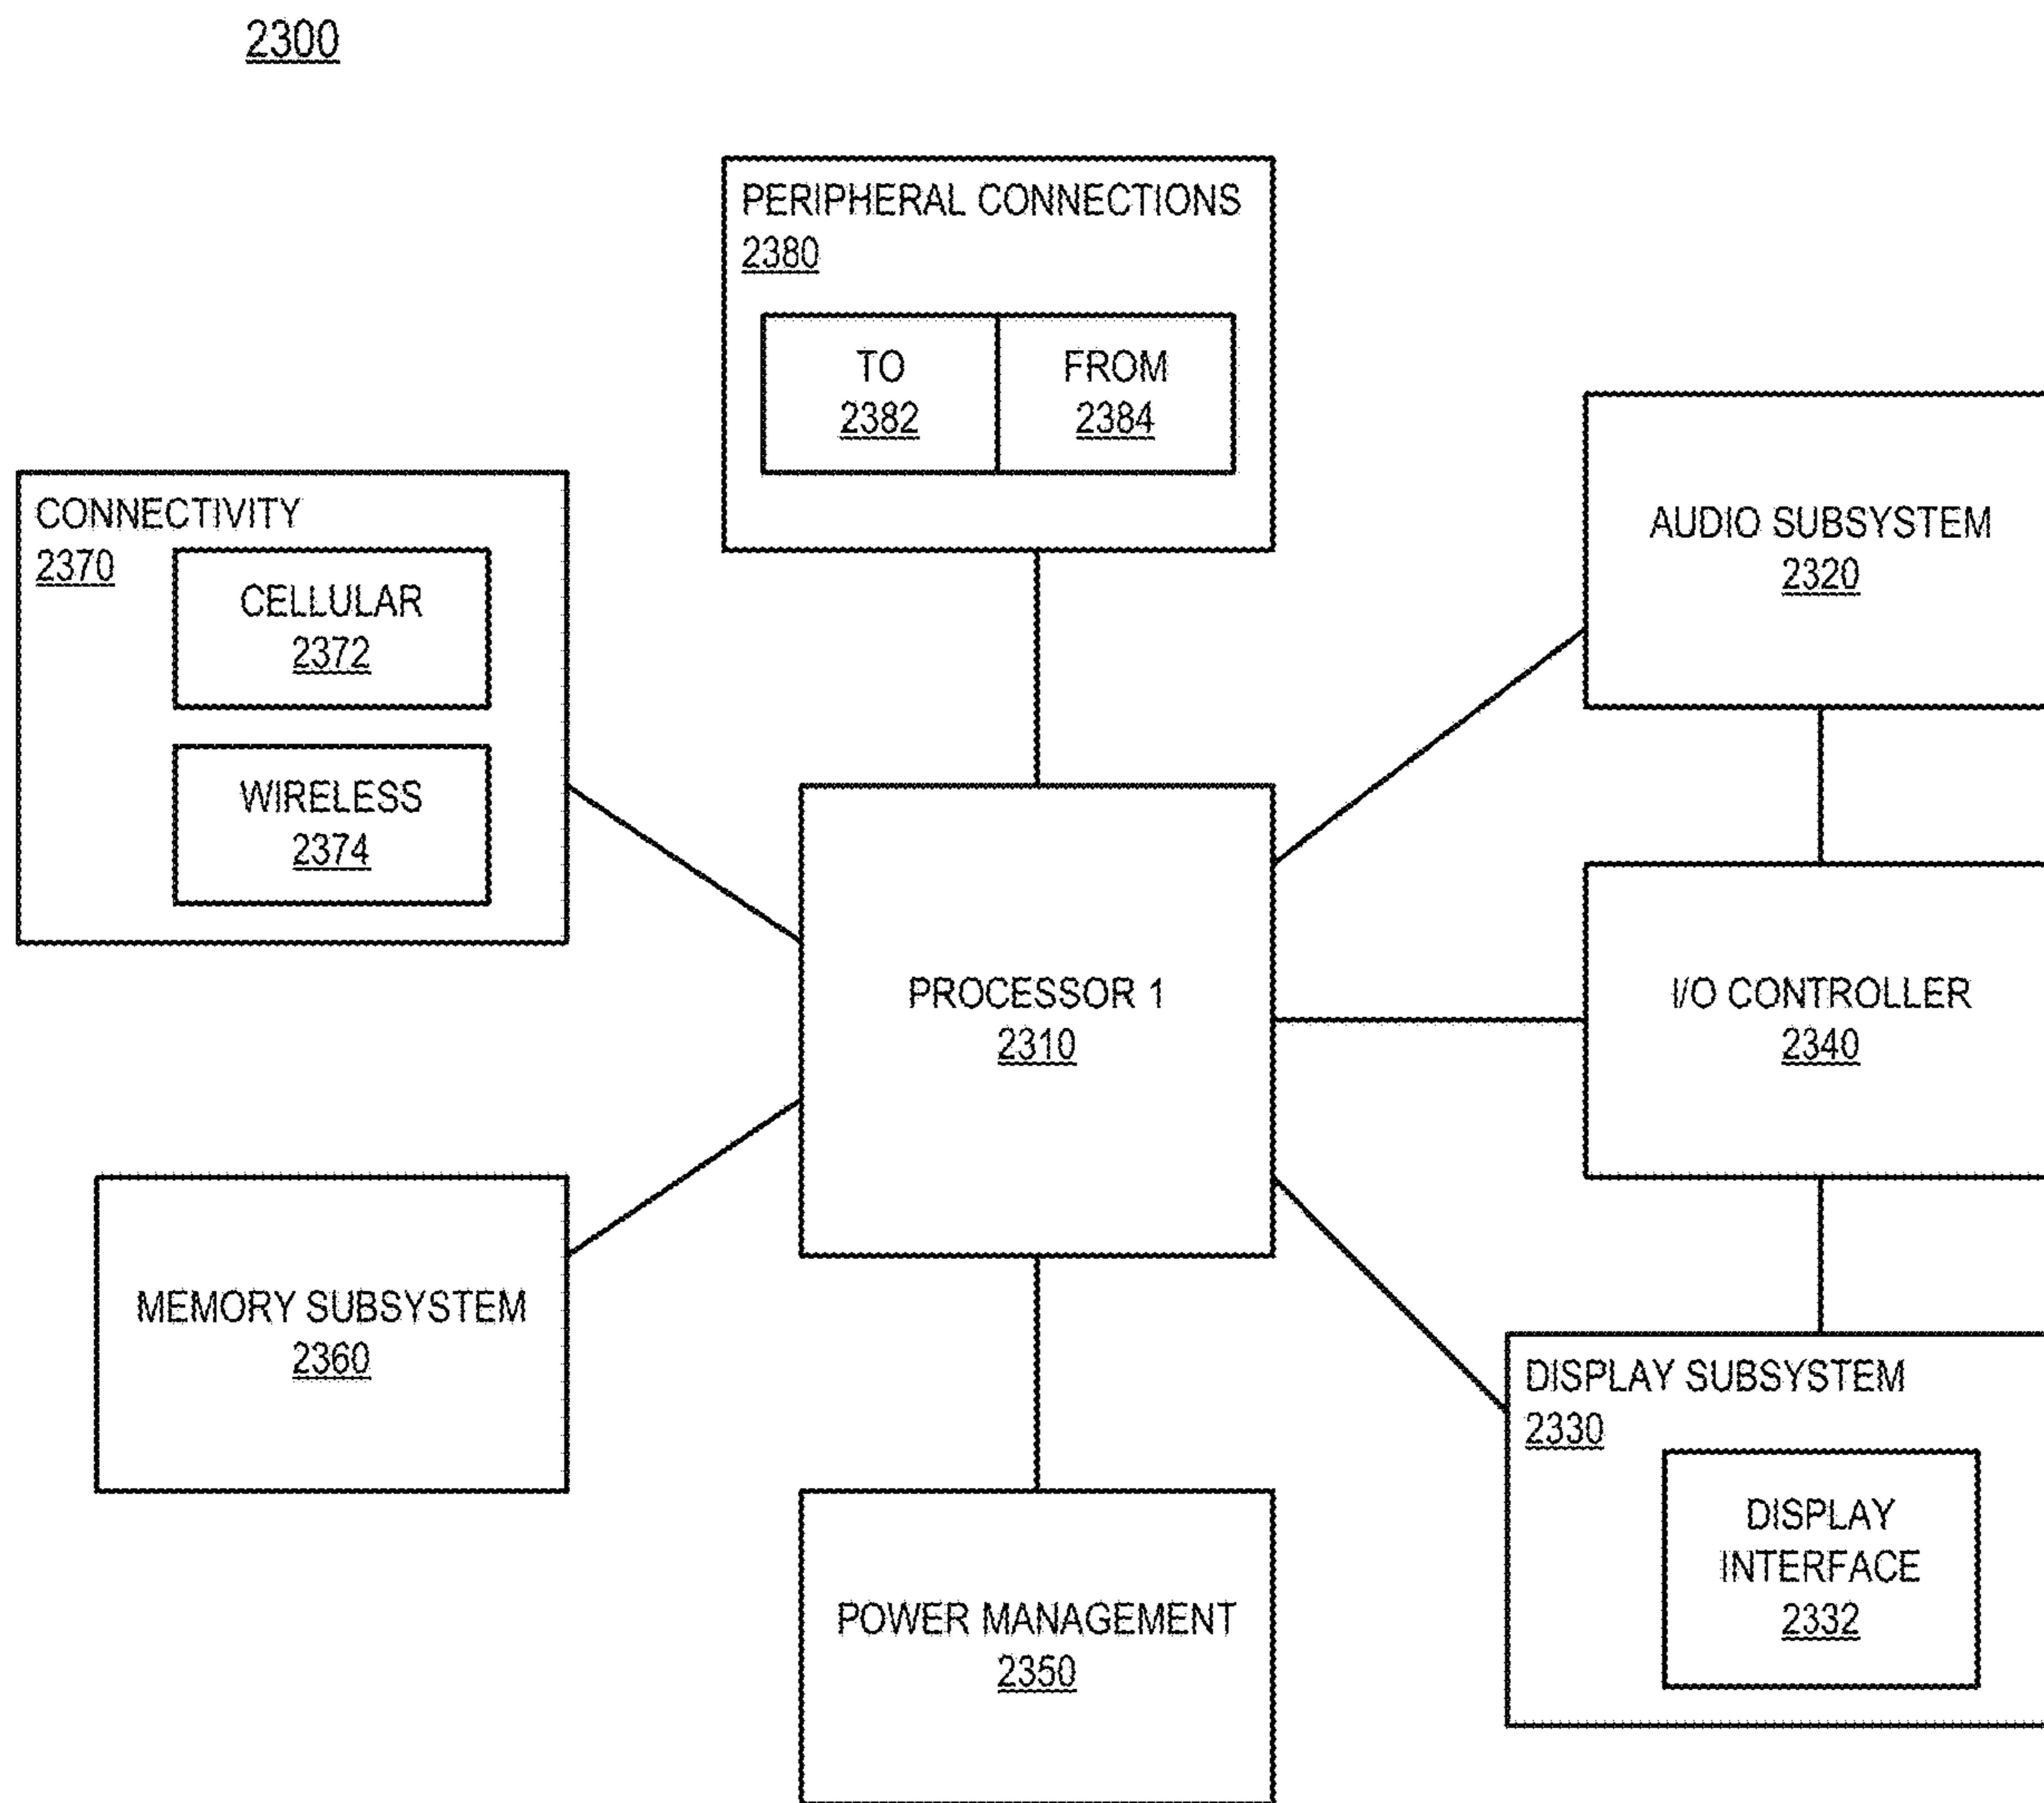 2300
PERIPHERAL CONNECTIONS
2380
TO
2382
FROM
2384
CONNECTIVITY
2370
CELLULAR
2372
WIRELESS
2374
AUDIO SUBSYSTEM
2320
PROCESSOR 1
2310
I/O CONTROLLER
2340
MEMORY SUBSYSTEM
2360
DISPLAY SUBSYSTEM
2330
DISPLAY
INTERFACE
2332
POWER MANAGEMENT
2350